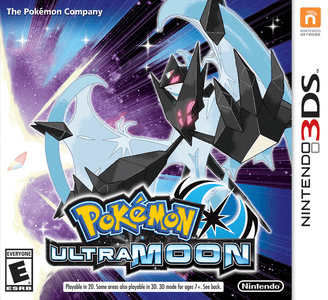 The Pokémon Company
NINTENDO
NETWORK
NINTENDO 3DS
POKÉMON
ULTRA MOON
EVERYONE
E
ESRB
Playable in 2D. Some areas also playable in 3D. 3D mode for ages 7+. See back.
Nintendo